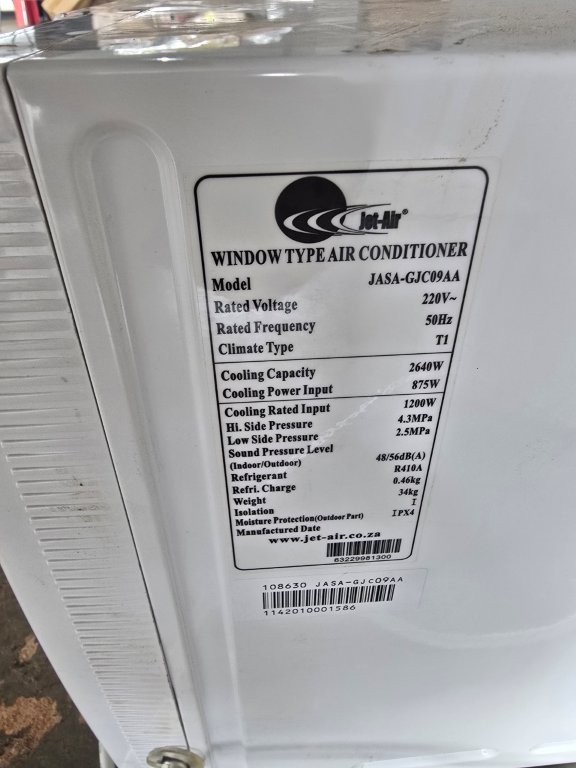 Jet-Air®
WINDOW TYPE AIR CONDITIONER
Model JASA-GJC09AA
Rated Voltage 220V~
Rated Frequency 50Hz
Climate Type T1
Cooling Capacity 2640W
Cooling Power Input 875W
Cooling Rated Input 1200W
Hi. Side Pressure 4.3MPa
Low Side Pressure 2.5MPa
Sound Pressure Level
(Indoor/Outdoor) 48/56dB(A)
Refrigerant R410A
Refri. Charge 0.46kg
Weight 34kg
Isolation I
Moisture Protection(Outdoor Part) IPX4
Manufactured Date
www.jet-air.co.za
63229981300
108630 JASA-GJC09AA
1142010001586